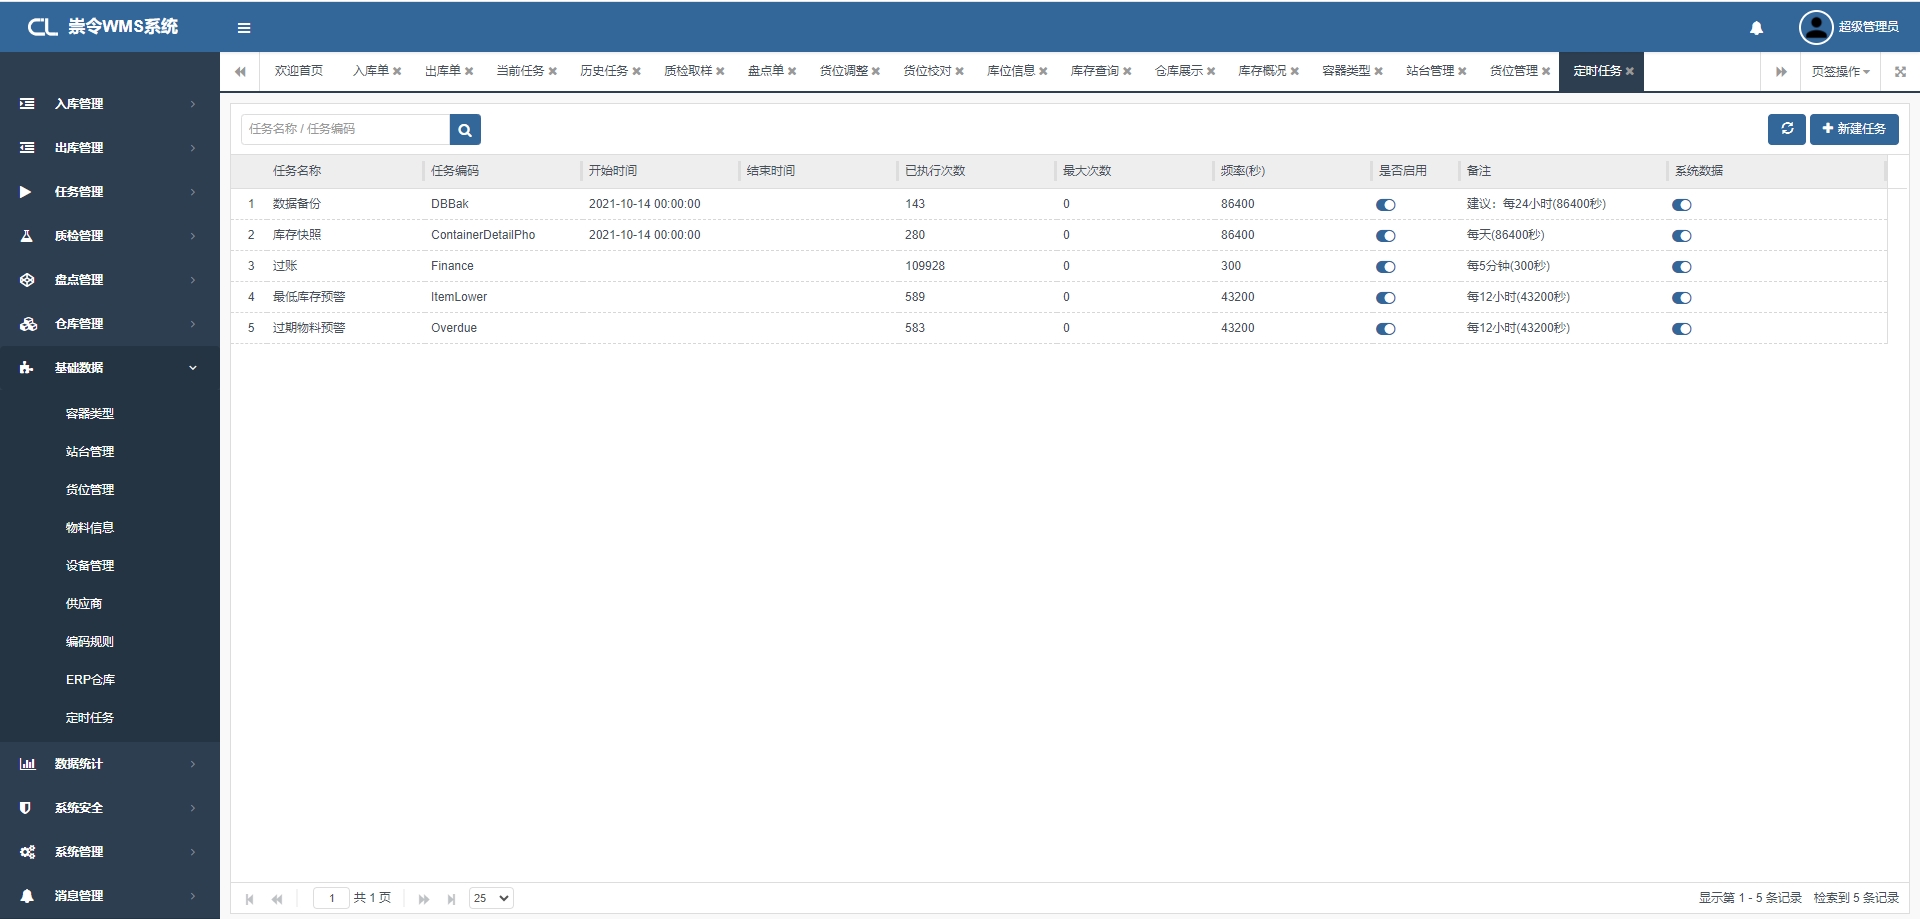 CL 崇令WMS系统
超级管理员
欢迎首页 入库单 出库单 当前任务 历史任务 质检取样 盘点单 货位调整 货位校对 库位信息 库存查询 仓库展示 库存概况 容器类型 站台管理 货位管理 定时任务 页签操作
入库管理
出库管理
任务管理
质检管理
盘点管理
仓库管理
基础数据
容器类型
站台管理
货位管理
物料信息
设备管理
供应商
编码规则
ERP仓库
定时任务
数据统计
系统安全
系统管理
消息管理
任务名称 / 任务编码
新建任务
任务名称 任务编码 开始时间 结束时间 已执行次数 最大次数 频率(秒) 是否启用 备注 系统数据
1 数据备份 DBBak 2021-10-14 00:00:00 143 0 86400 建议：每24小时(86400秒)
2 库存快照 ContainerDetailPho 2021-10-14 00:00:00 280 0 86400 每天(86400秒)
3 过账 Finance 109928 0 300 每5分钟(300秒)
4 最低库存预警 ItemLower 589 0 43200 每12小时(43200秒)
5 过期物料预警 Overdue 583 0 43200 每12小时(43200秒)
1 共 1 页 25
显示第 1 - 5 条记录 检索到 5 条记录